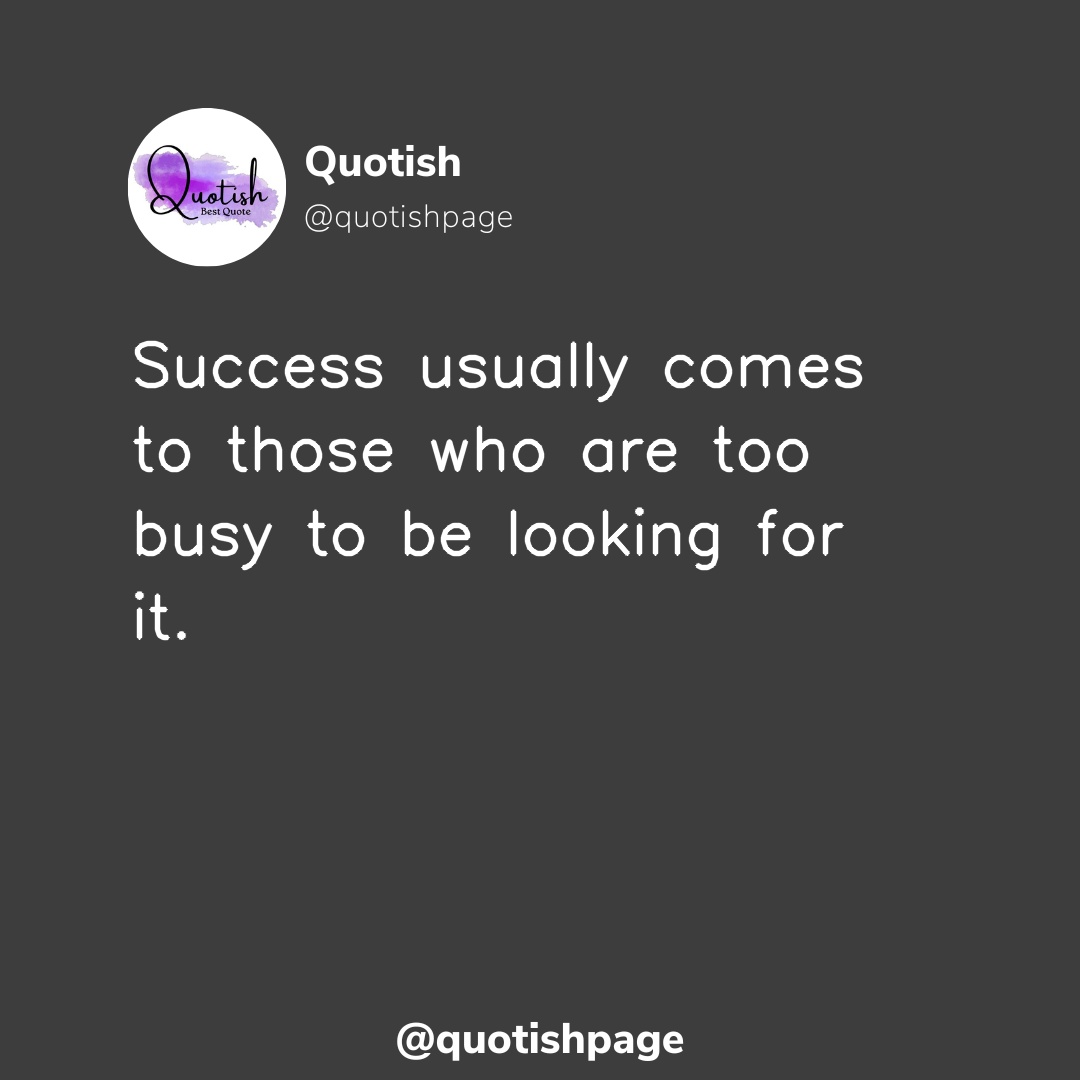 Quotish
Best Quote
Quotish
@quotishpage
Success usually comes
to those who are too
busy to be looking for
it.
@quotishpage